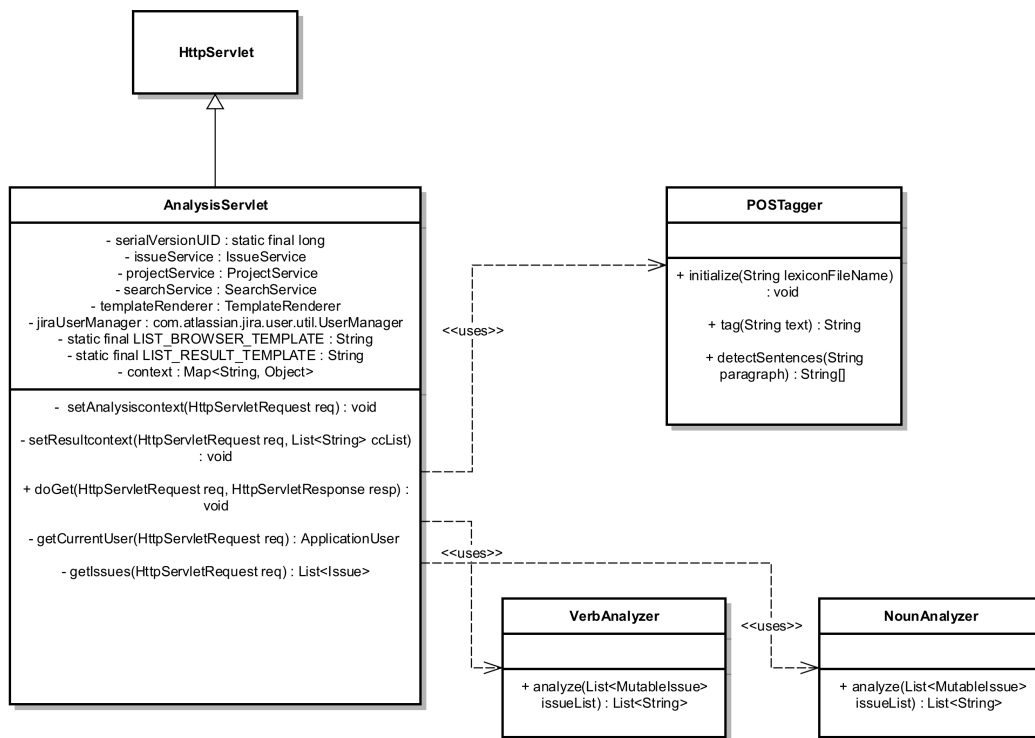 HttpServlet
AnalysisServlet
- serialVersionUID : static final long
- issueService : IssueService
- projectService : ProjectService
- searchService : SearchService
- templateRenderer : TemplateRenderer
- jiraUserManager : com.atlassian.jira.user.util.UserManager
- static final LIST_BROWSER_TEMPLATE : String
- static final LIST_RESULT_TEMPLATE : String
- context : Map<String, Object>
- setAnalysiscontext(HttpServletRequest req) : void
- setResultcontext(HttpServletRequest req, List<String> ccList)
: void
+ doGet(HttpServletRequest req, HttpServletResponse resp) :
void
- getCurrentUser(HttpServletRequest req) : ApplicationUser
- getIssues(HttpServletRequest req) : List<Issue>
<<uses>>
POSTagger
+ initialize(String lexiconFileName)
: void
+ tag(String text) : String
+ detectSentences(String
paragraph) : String[]
<<uses>>
VerbAnalyzer
+ analyze(List<MutableIssue>
issueList) : List<String>
<<uses>>
NounAnalyzer
+ analyze(List<MutableIssue>
issueList) : List<String>